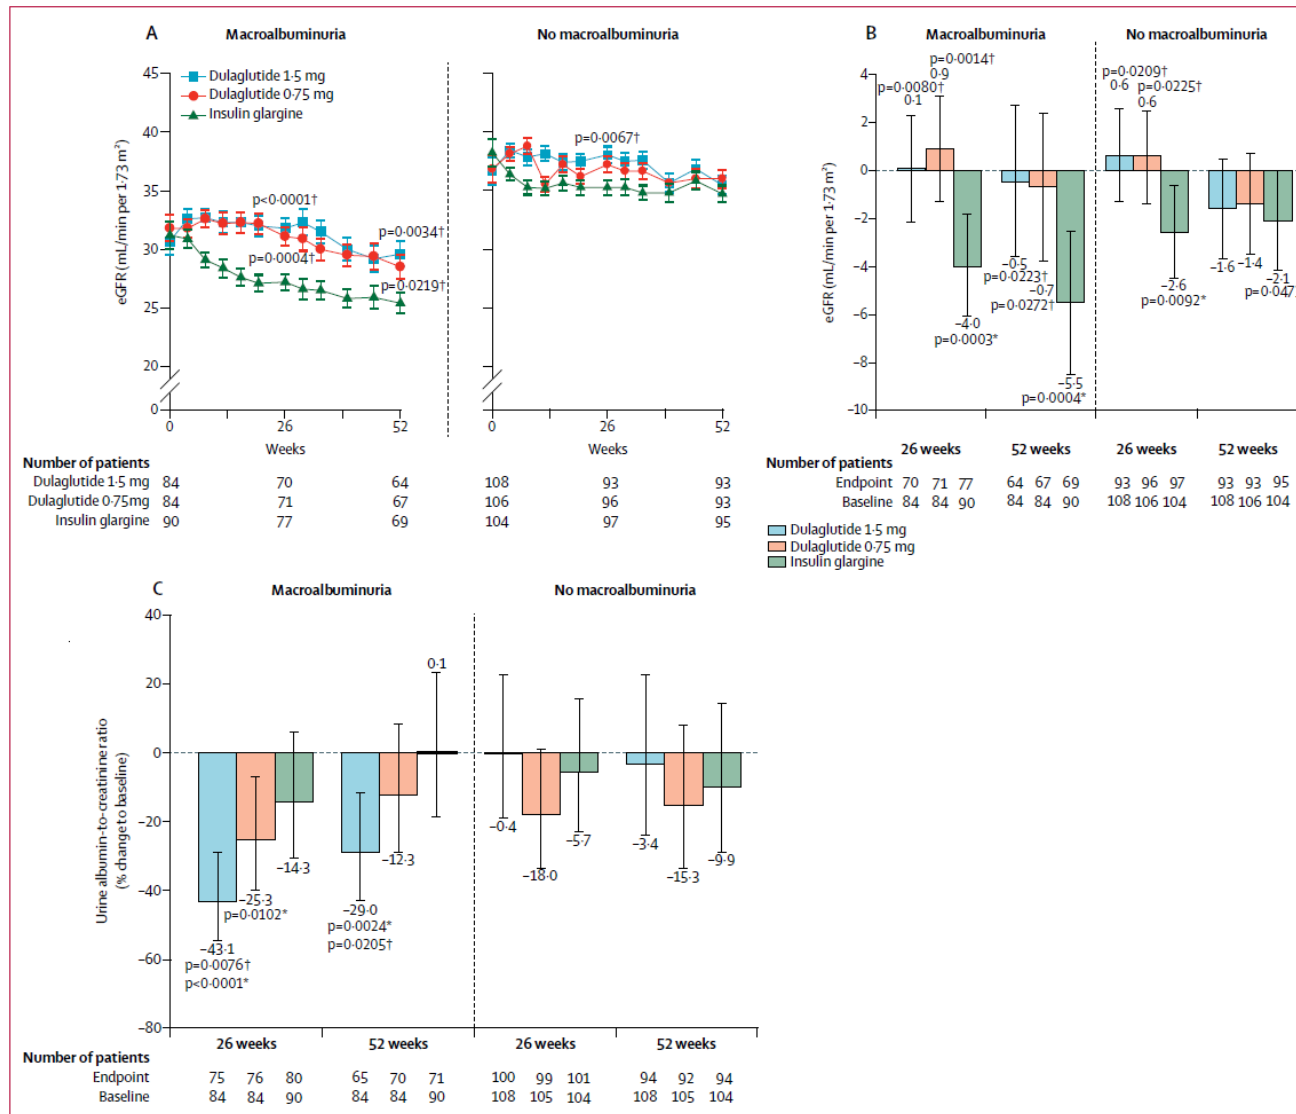 A
Macroalbuminuria
No macroalbuminuria
Dulaglutide 1·5 mg
Dulaglutide 0·75 mg
Insulin glargine
eGFR (mL/min per 1·73 m²)
45
40
35
30
25
20
0
p<0·0001†
p=0·0034†
p=0·0004†
p=0·0219†
p=0·0067†
0 26 52
0 26 52
Weeks
Weeks
Number of patients
Dulaglutide 1·5 mg 84 70 64 108 93 93
Dulaglutide 0·75mg 84 71 67 106 96 93
Insulin glargine 90 77 69 104 97 95
B
Macroalbuminuria
No macroalbuminuria
eGFR (mL/min per 1·73 m²)
4
2
0
−2
−4
−6
−8
−10
p=0·0014†
0·9
p=0·0080†
0·1
−4·0
p=0·0003*
−0·5
p=0·0223†
−0·7
p=0·0272†
−5·5
p=0·0004*
p=0·0209†
0·6
p=0·0225†
0·6
−2·6
p=0·0092*
−1·6
−1·4
−2·1
p=0·047
26 weeks 52 weeks 26 weeks 52 weeks
Number of patients
Endpoint 70 71 77 64 67 69 93 96 97 93 93 95
Baseline 84 84 90 84 84 90 108 106 104 108 106 104
Dulaglutide 1·5 mg
Dulaglutide 0·75 mg
Insulin glargine
C
Macroalbuminuria
No macroalbuminuria
Urine albumin-to-creatinine ratio
(% change to baseline)
40
20
0
−20
−40
−60
−80
−43·1
p=0·0076†
p<0·0001*
−25·3
p=0·0102*
−14·3
−29·0
p=0·0024*
p=0·0205†
−12·3
0·1
−0·4
−18·0
−5·7
−3·4
−15·3
−9·9
26 weeks 52 weeks 26 weeks 52 weeks
Number of patients
Endpoint 75 76 80 65 70 71 100 99 101 94 92 94
Baseline 84 84 90 84 84 90 108 105 104 108 105 104